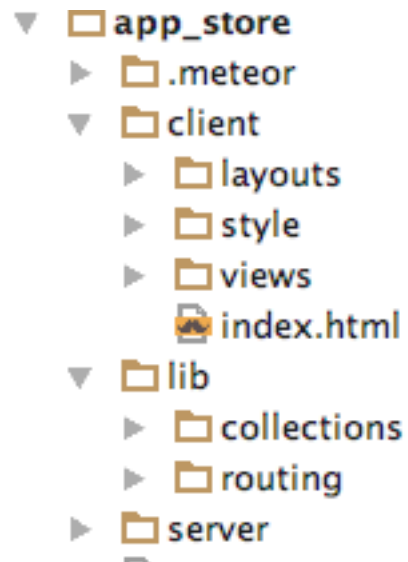 app_store
.meteor
client
layouts
style
views
index.html
lib
collections
routing
server